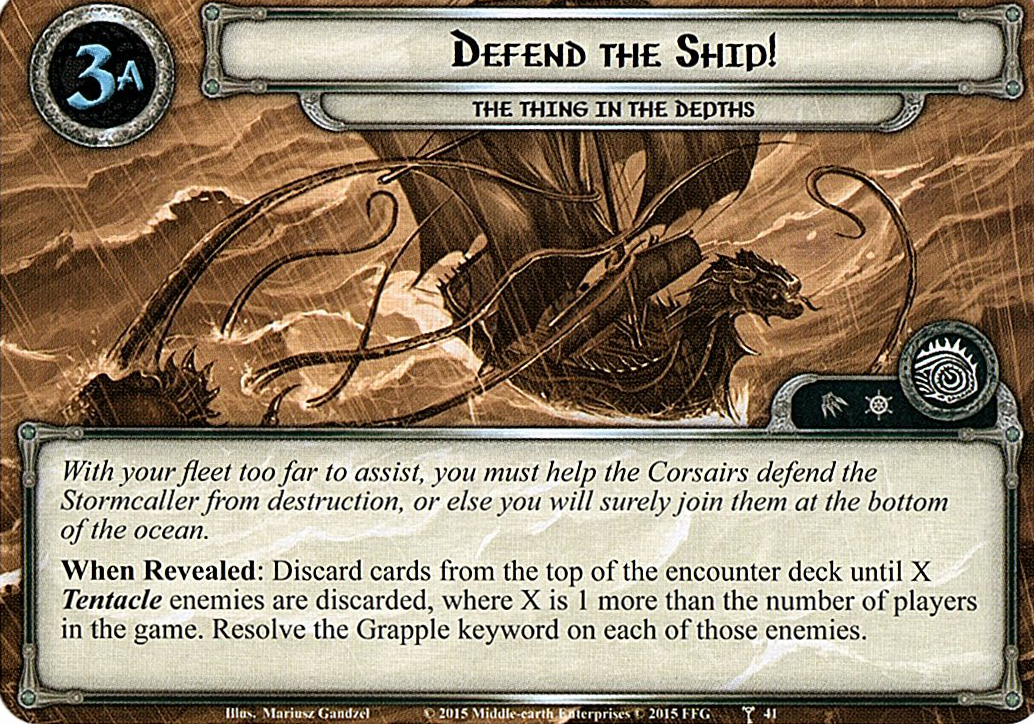 3A
Defend the Ship!
The Thing in the Depths
With your fleet too far to assist, you must help the Corsairs defend the
Stormcaller from destruction, or else you will surely join them at the bottom
of the ocean.
When Revealed: Discard cards from the top of the encounter deck until X
Tentacle enemies are discarded, where X is 1 more than the number of players
in the game. Resolve the Grapple keyword on each of those enemies.
Illus. Mariusz Gandzel © 2015 Middle-earth Enterprises © 2015 FFG 41